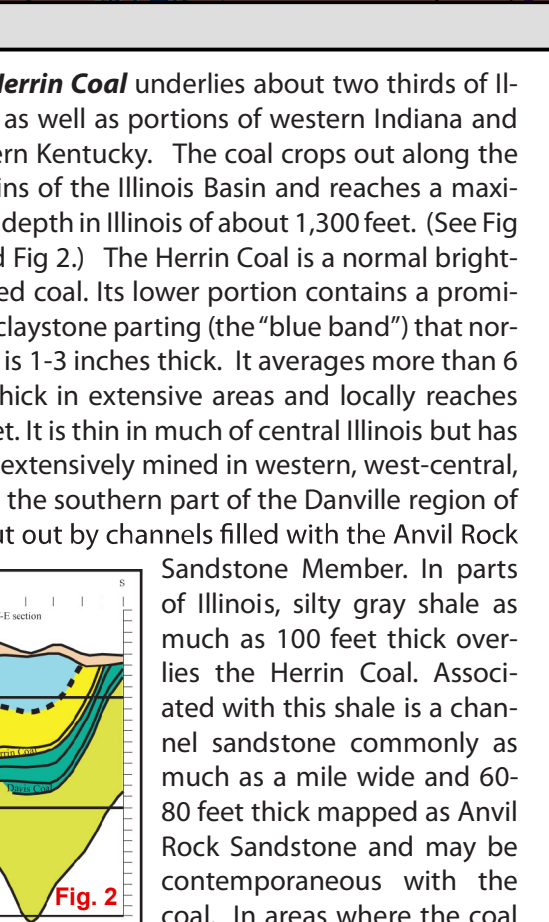 Herrin Coal underlies about two thirds of Il-
as well as portions of western Indiana and
ern Kentucky. The coal crops out along the
ins of the Illinois Basin and reaches a maxi-
depth in Illinois of about 1,300 feet. (See Fig
d Fig 2.) The Herrin Coal is a normal bright-
ed coal. Its lower portion contains a promi-
claystone parting (the “blue band”) that nor-
is 1-3 inches thick. It averages more than 6
hick in extensive areas and locally reaches
et. It is thin in much of central Illinois but has
extensively mined in western, west-central,
the southern part of the Danville region of
ut out by channels filled with the Anvil Rock
Sandstone Member. In parts
of Illinois, silty gray shale as
much as 100 feet thick over-
lies the Herrin Coal. Associ-
ated with this shale is a chan-
nel sandstone commonly as
much as a mile wide and 60-
80 feet thick mapped as Anvil
Rock Sandstone and may be
contemporaneous with the
coal. In areas where the coal
S
-E section
rrin Coal
Davis Coal
Fig. 2